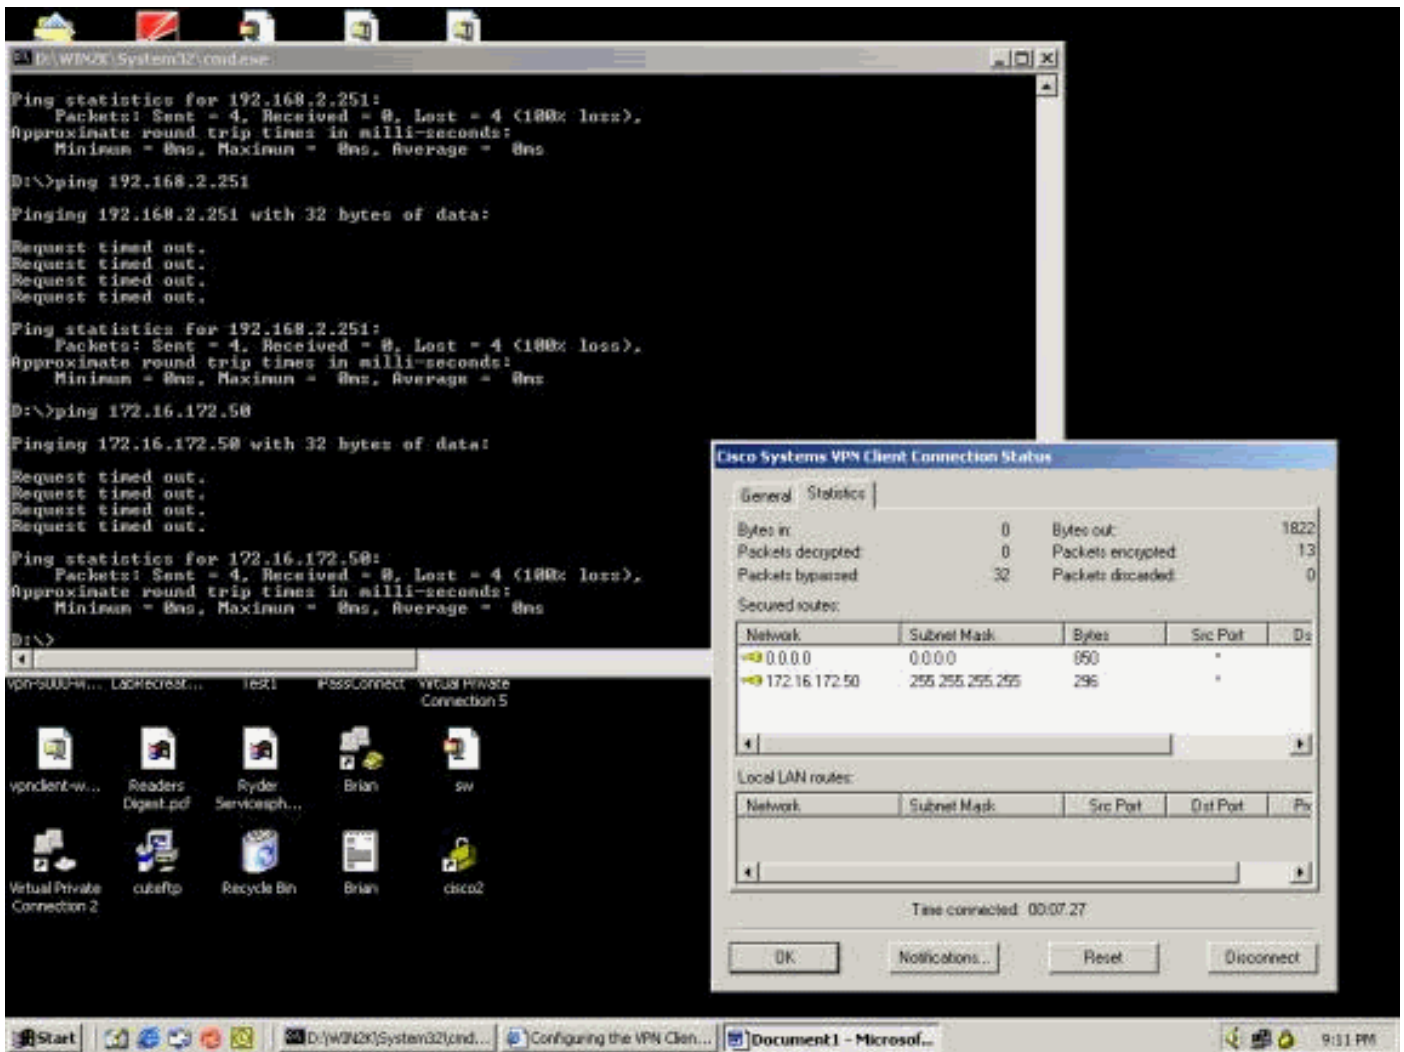 D:\WIN2K\System32\cmd.exe
Ping statistics for 192.168.2.251:
Packets: Sent = 4, Received = 0, Lost = 4 (100% loss),
Approximate round trip times in milli-seconds:
Minimum = 0ms, Maximum = 0ms, Average = 0ms
D:\>ping 192.168.2.251
Pinging 192.168.2.251 with 32 bytes of data:
Request timed out.
Request timed out.
Request timed out.
Request timed out.
Ping statistics for 192.168.2.251:
Packets: Sent = 4, Received = 0, Lost = 4 (100% loss),
Approximate round trip times in milli-seconds:
Minimum = 0ms, Maximum = 0ms, Average = 0ms
D:\>ping 172.16.172.50
Pinging 172.16.172.50 with 32 bytes of data:
Request timed out.
Request timed out.
Request timed out.
Request timed out.
Ping statistics for 172.16.172.50:
Packets: Sent = 4, Received = 0, Lost = 4 (100% loss),
Approximate round trip times in milli-seconds:
Minimum = 0ms, Maximum = 0ms, Average = 0ms
D:\>
Cisco Systems VPN Client Connection Status
General Statistics
Bytes in: 0 Bytes out: 1822
Packets decrypted: 0 Packets encrypted: 13
Packets bypassed: 32 Packets discarded: 0
Secured routes:
Network Subnet Mask Bytes Src Port Ds
0.0.0.0 0.0.0.0 850 *
172.16.172.50 255.255.255.255 296 *
Local LAN routes:
Network Subnet Mask Src Port Dst Port
Time connected: 00:07:27
OK Notifications... Reset Disconnect
LabRecreat... Test1 iPassConnect Virtual Private
Connection 5
vpnclient-w... Readers
Digest.pcf
Ryder
Servicesph...
Brian
sw
Virtual Private
Connection 2
cuteftp
Recycle Bin
Brian
cisco2
Start D:\WIN2K\System32\cmd... Configuring the VPN Clien... Document1 - Microsof... 9:11 PM